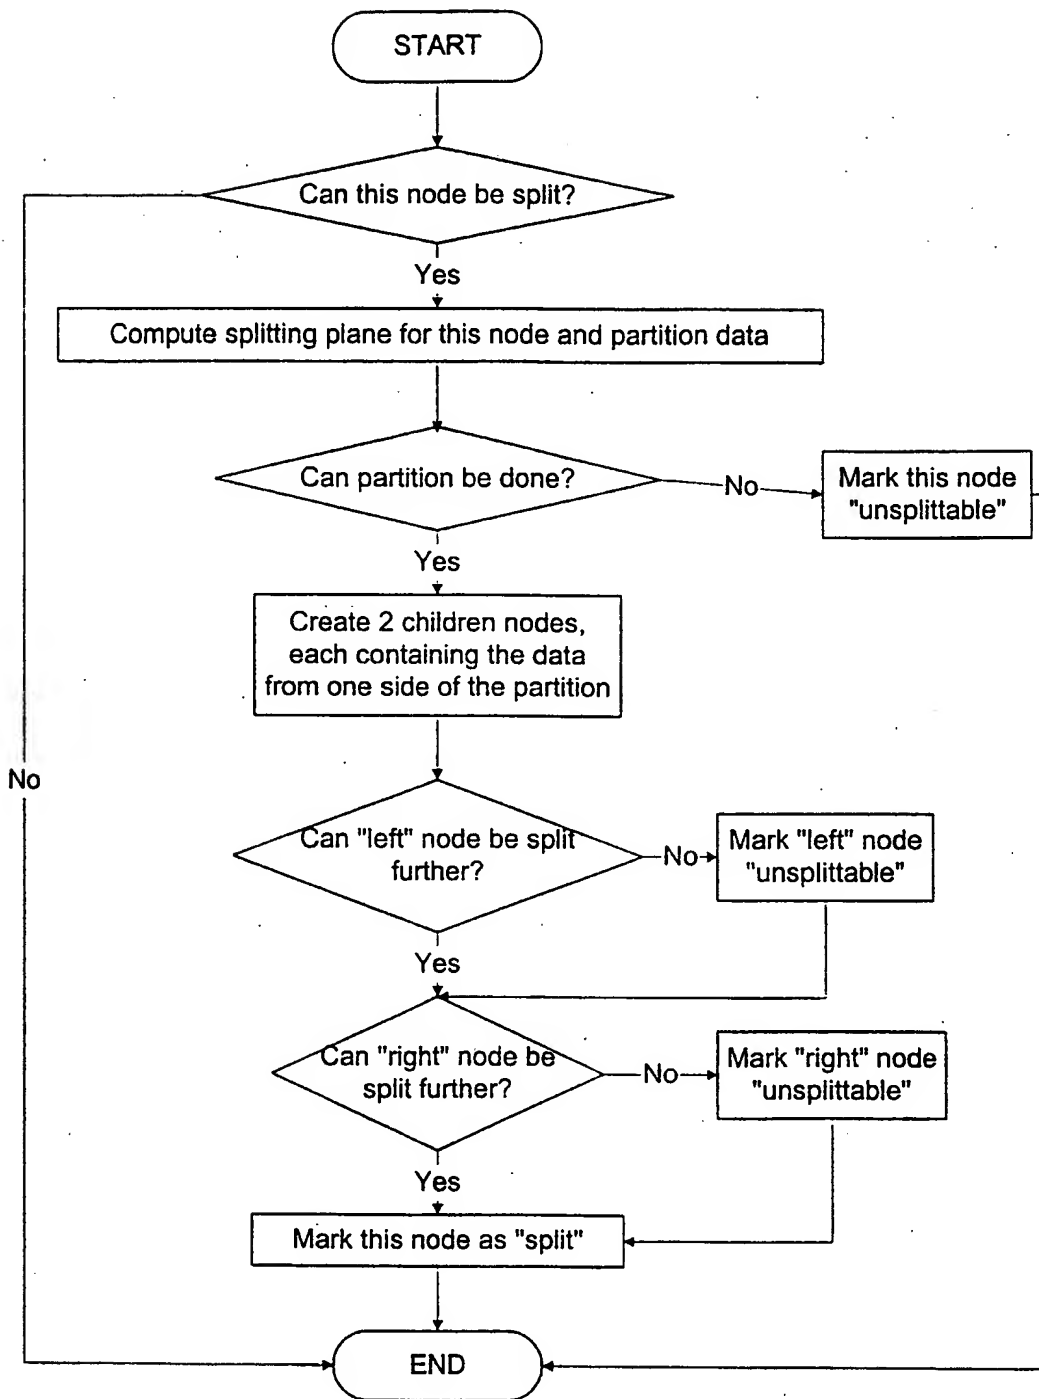 START
Can this node be split?
Yes
Compute splitting plane for this node and partition data
Can partition be done?
No
Mark this node
"unsplittable"
Yes
Create 2 children nodes,
each containing the data
from one side of the partition
No
Can "left" node be split
further?
No
Mark "left" node
"unsplittable"
Yes
Can "right" node be
split further?
No
Mark "right" node
"unsplittable"
Yes
Mark this node as "split"
END